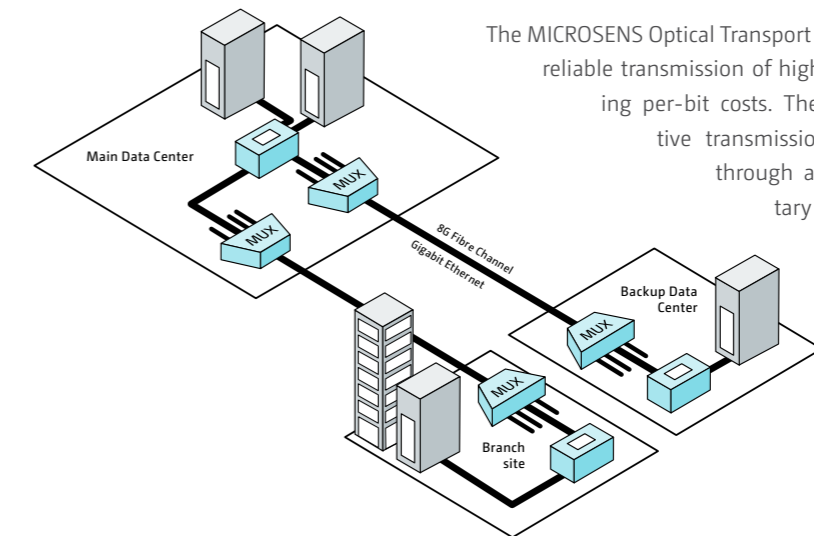 The MICROSENS Optical Transport
reliable transmission of high
ing per-bit costs. The
tive transmissio
through a
tary
Main Data Center
MUX
MUX
8G Fibre Channel
Gigabit Ethernet
Backup Data
Center
MUX
MUX
Branch
site